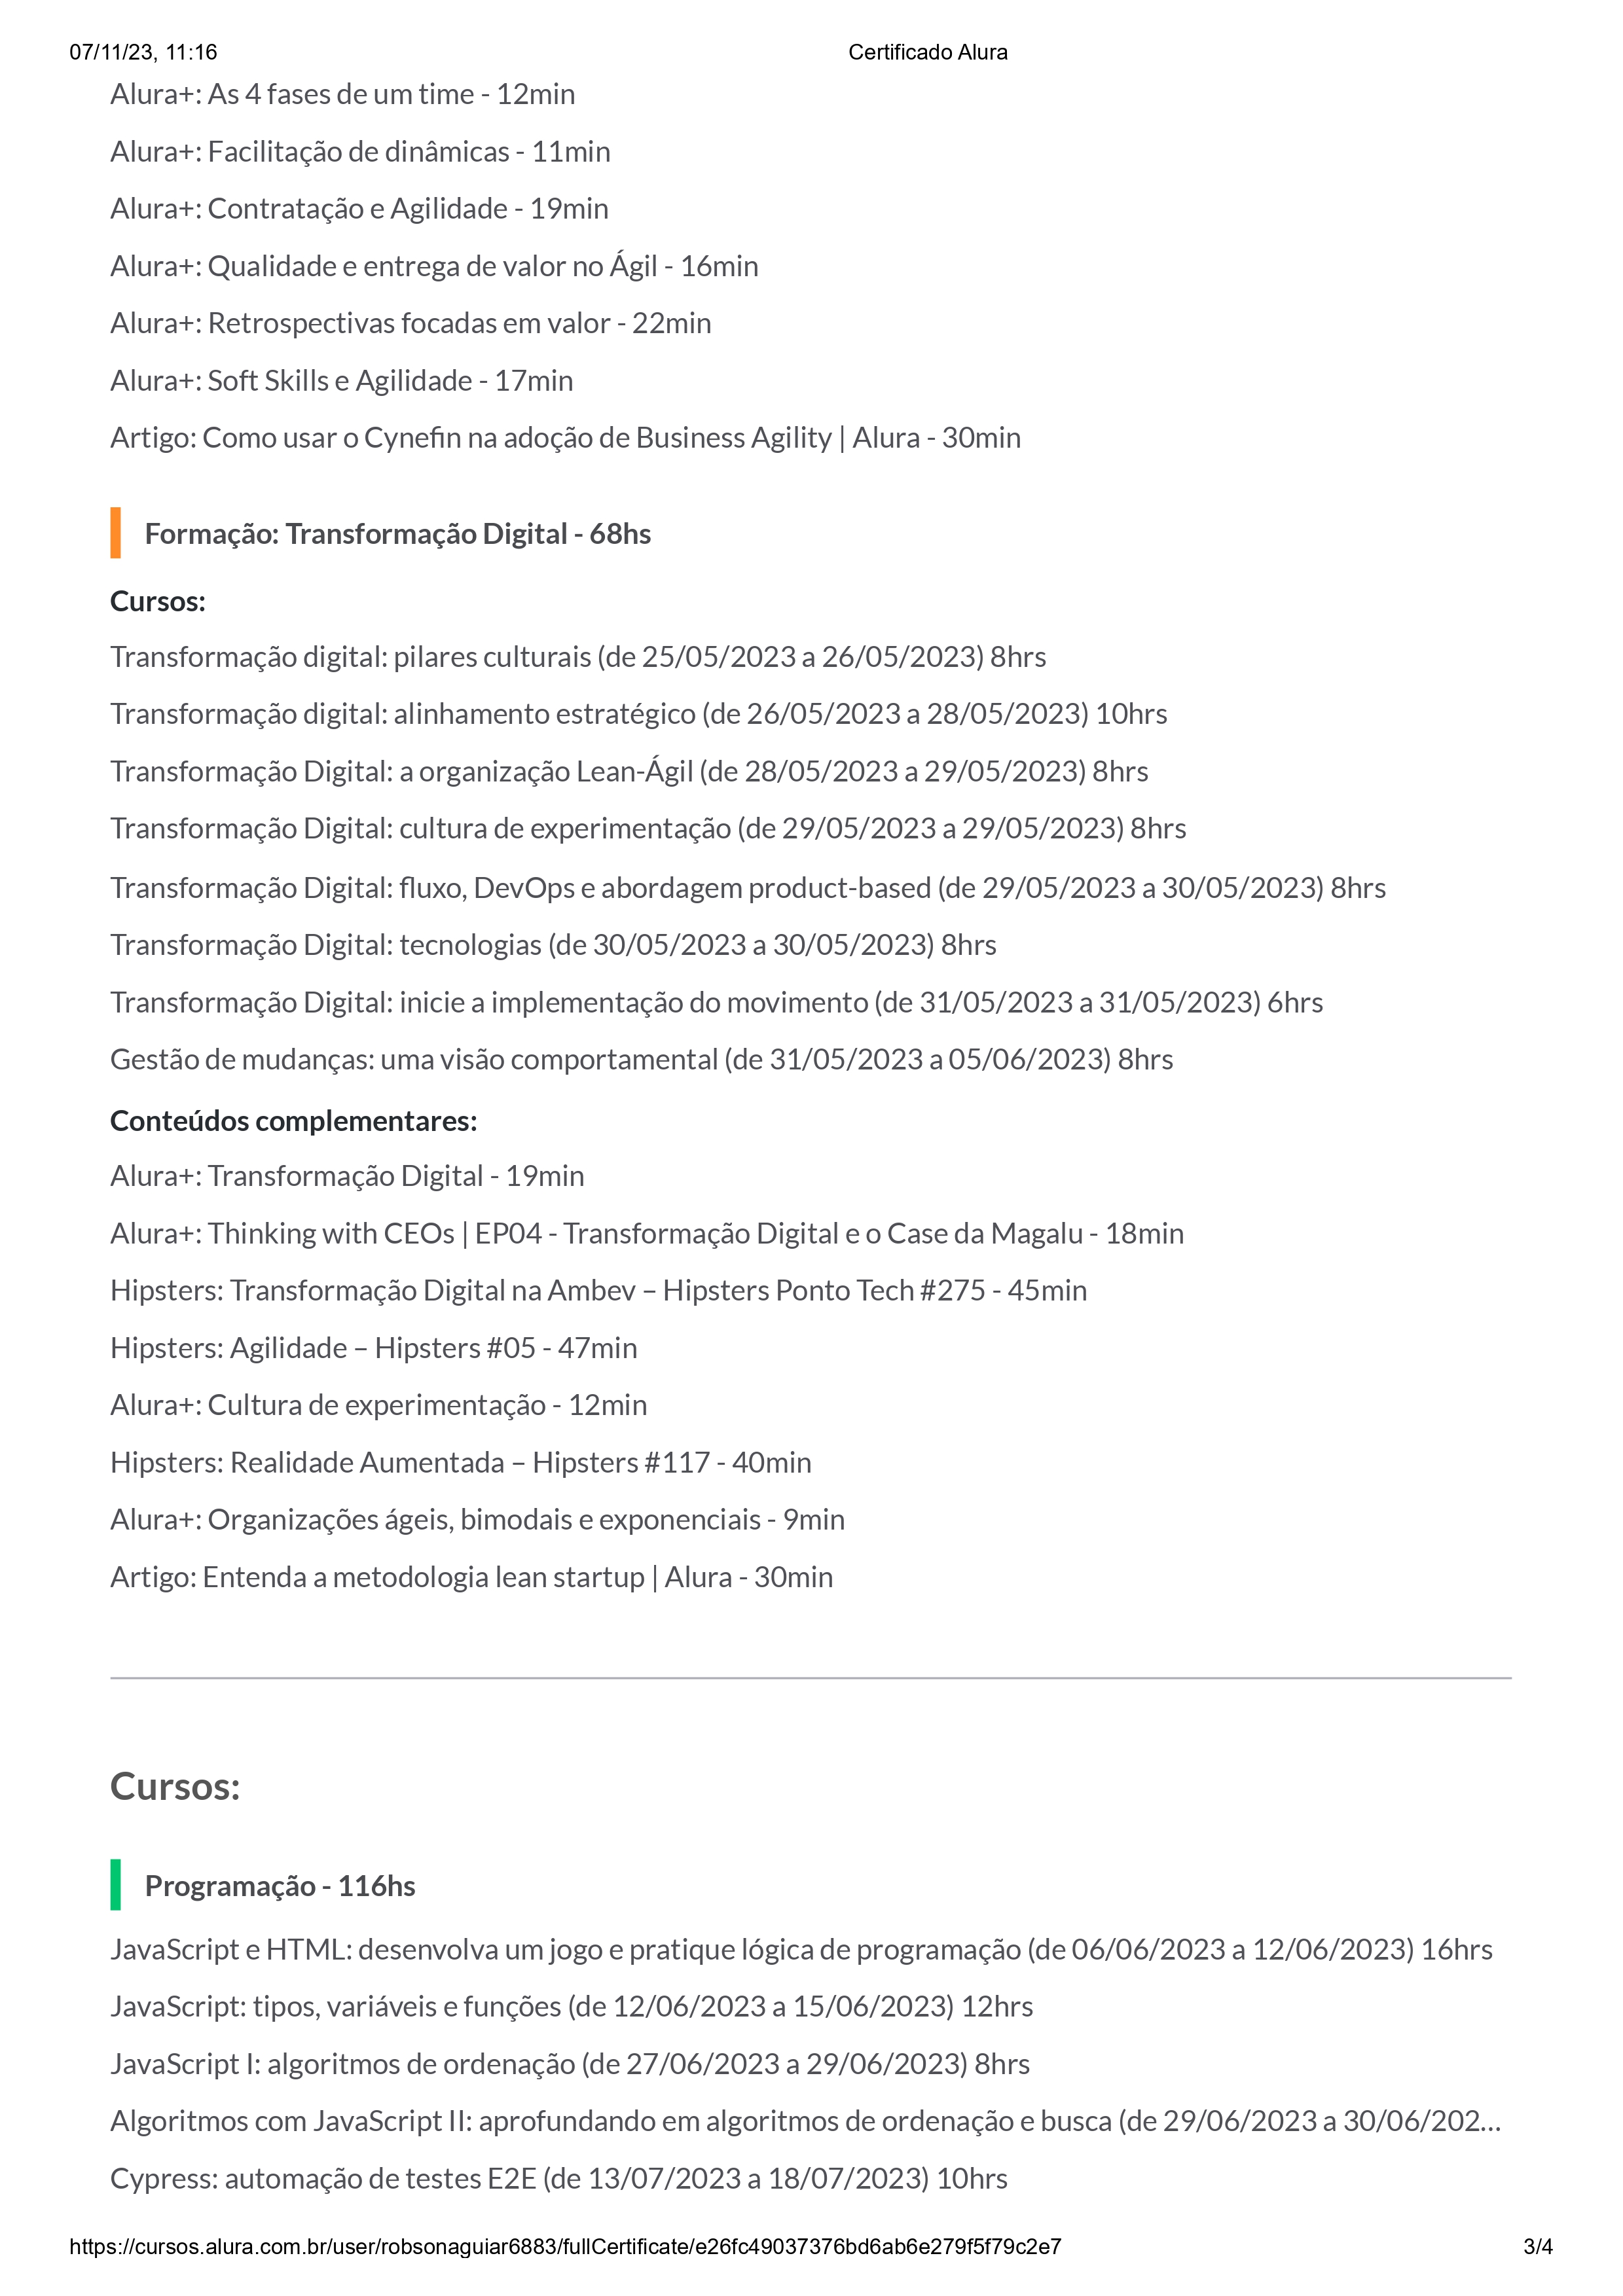 07/11/23, 11:16 Certificado Alura
Alura+: As 4 fases de um time - 12min
Alura+: Facilitação de dinâmicas - 11min
Alura+: Contratação e Agilidade - 19min
Alura+: Qualidade e entrega de valor no Ágil - 16min
Alura+: Retrospectivas focadas em valor - 22min
Alura+: Soft Skills e Agilidade - 17min
Artigo: Como usar o Cynefin na adoção de Business Agility | Alura - 30min
Formação: Transformação Digital - 68hs
Cursos:
Transformação digital: pilares culturais (de 25/05/2023 a 26/05/2023) 8hrs
Transformação digital: alinhamento estratégico (de 26/05/2023 a 28/05/2023) 10hrs
Transformação Digital: a organização Lean-Ágil (de 28/05/2023 a 29/05/2023) 8hrs
Transformação Digital: cultura de experimentação (de 29/05/2023 a 29/05/2023) 8hrs
Transformação Digital: fluxo, DevOps e abordagem product-based (de 29/05/2023 a 30/05/2023) 8hrs
Transformação Digital: tecnologias (de 30/05/2023 a 30/05/2023) 8hrs
Transformação Digital: inicie a implementação do movimento (de 31/05/2023 a 31/05/2023) 6hrs
Gestão de mudanças: uma visão comportamental (de 31/05/2023 a 05/06/2023) 8hrs
Conteúdos complementares:
Alura+: Transformação Digital - 19min
Alura+: Thinking with CEOs | EP04 - Transformação Digital e o Case da Magalu - 18min
Hipsters: Transformação Digital na Ambev – Hipsters Ponto Tech #275 - 45min
Hipsters: Agilidade – Hipsters #05 - 47min
Alura+: Cultura de experimentação - 12min
Hipsters: Realidade Aumentada – Hipsters #117 - 40min
Alura+: Organizações ágeis, bimodais e exponenciais - 9min
Artigo: Entenda a metodologia lean startup | Alura - 30min
Cursos:
Programação - 116hs
JavaScript e HTML: desenvolva um jogo e pratique lógica de programação (de 06/06/2023 a 12/06/2023) 16hrs
JavaScript: tipos, variáveis e funções (de 12/06/2023 a 15/06/2023) 12hrs
JavaScript I: algoritmos de ordenação (de 27/06/2023 a 29/06/2023) 8hrs
Algoritmos com JavaScript II: aprofundando em algoritmos de ordenação e busca (de 29/06/2023 a 30/06/202...
Cypress: automação de testes E2E (de 13/07/2023 a 18/07/2023) 10hrs
https://cursos.alura.com.br/user/robsonaguiar6883/fullCertificate/e26fc49037376bd6ab6e279f5f79c2e7 3/4